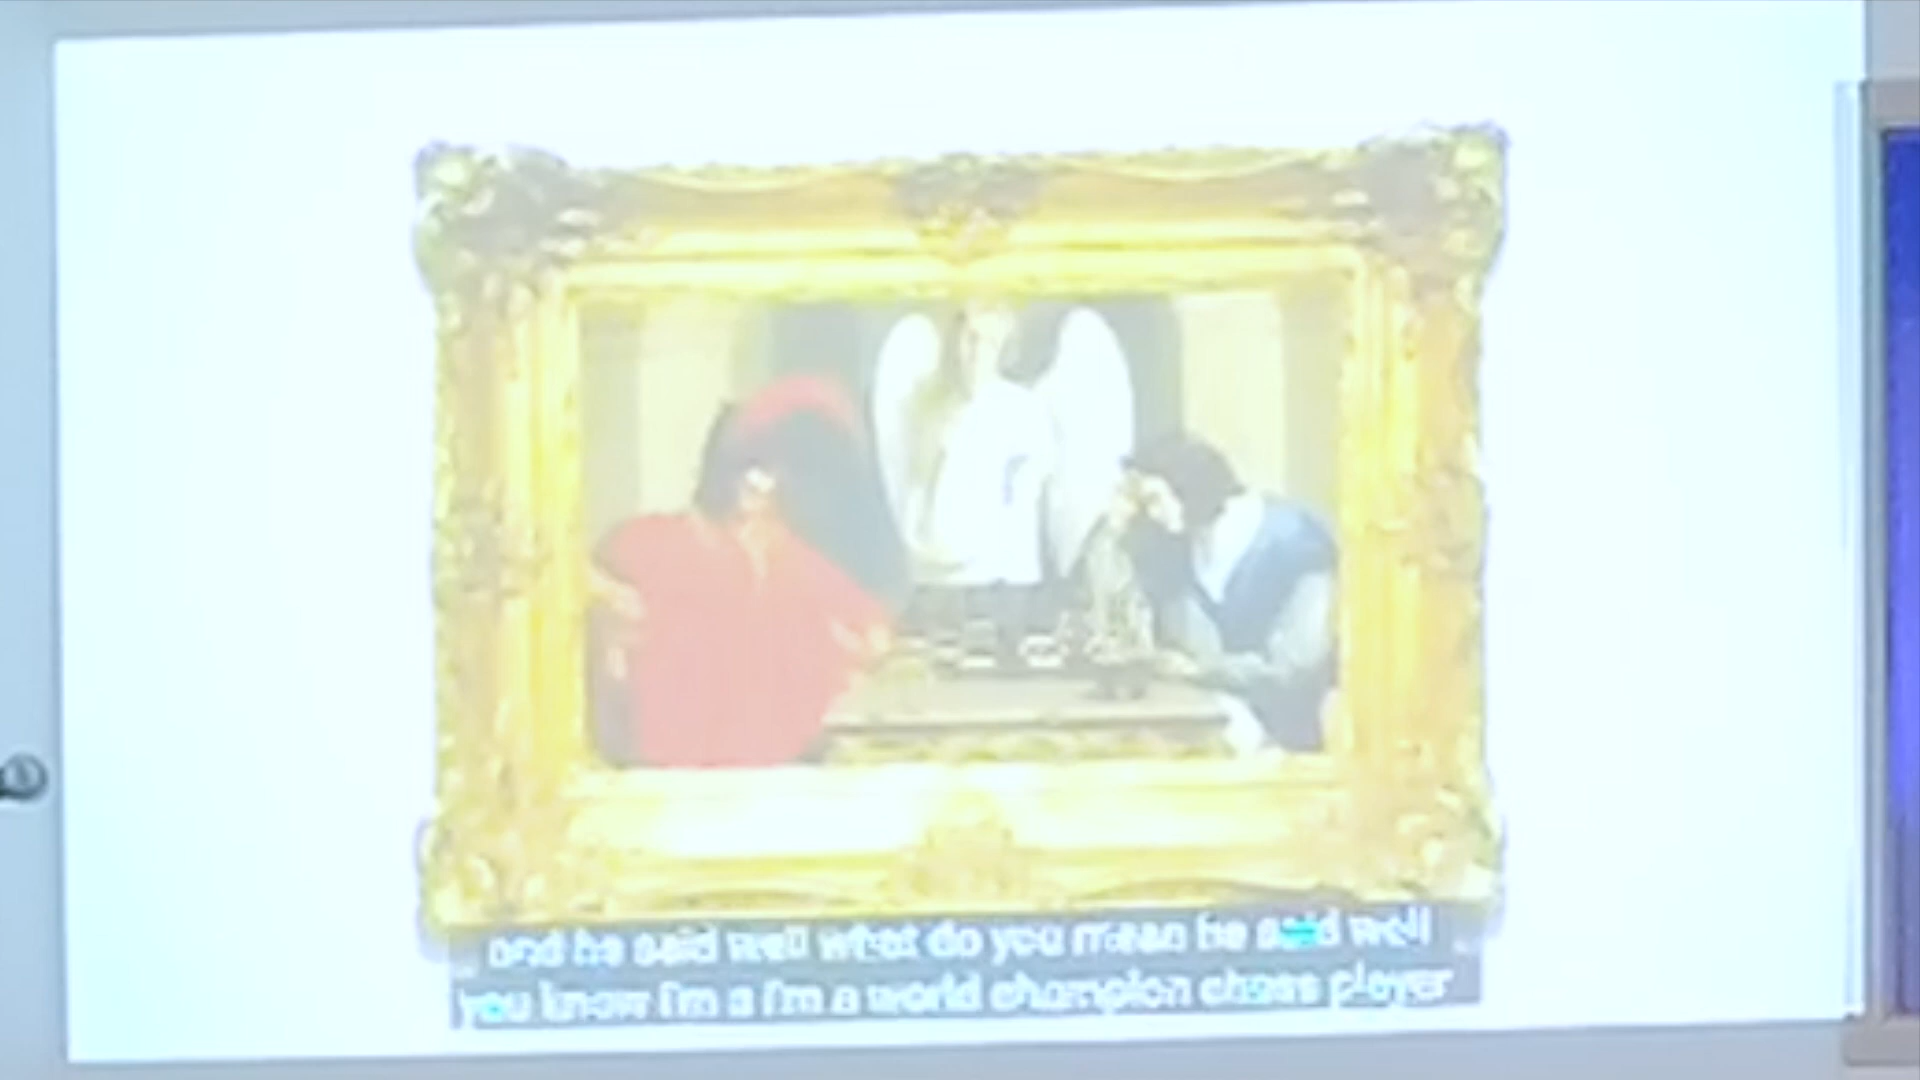 and he said well what do you mean he said well
you know i'm a i'm a world champion chess player